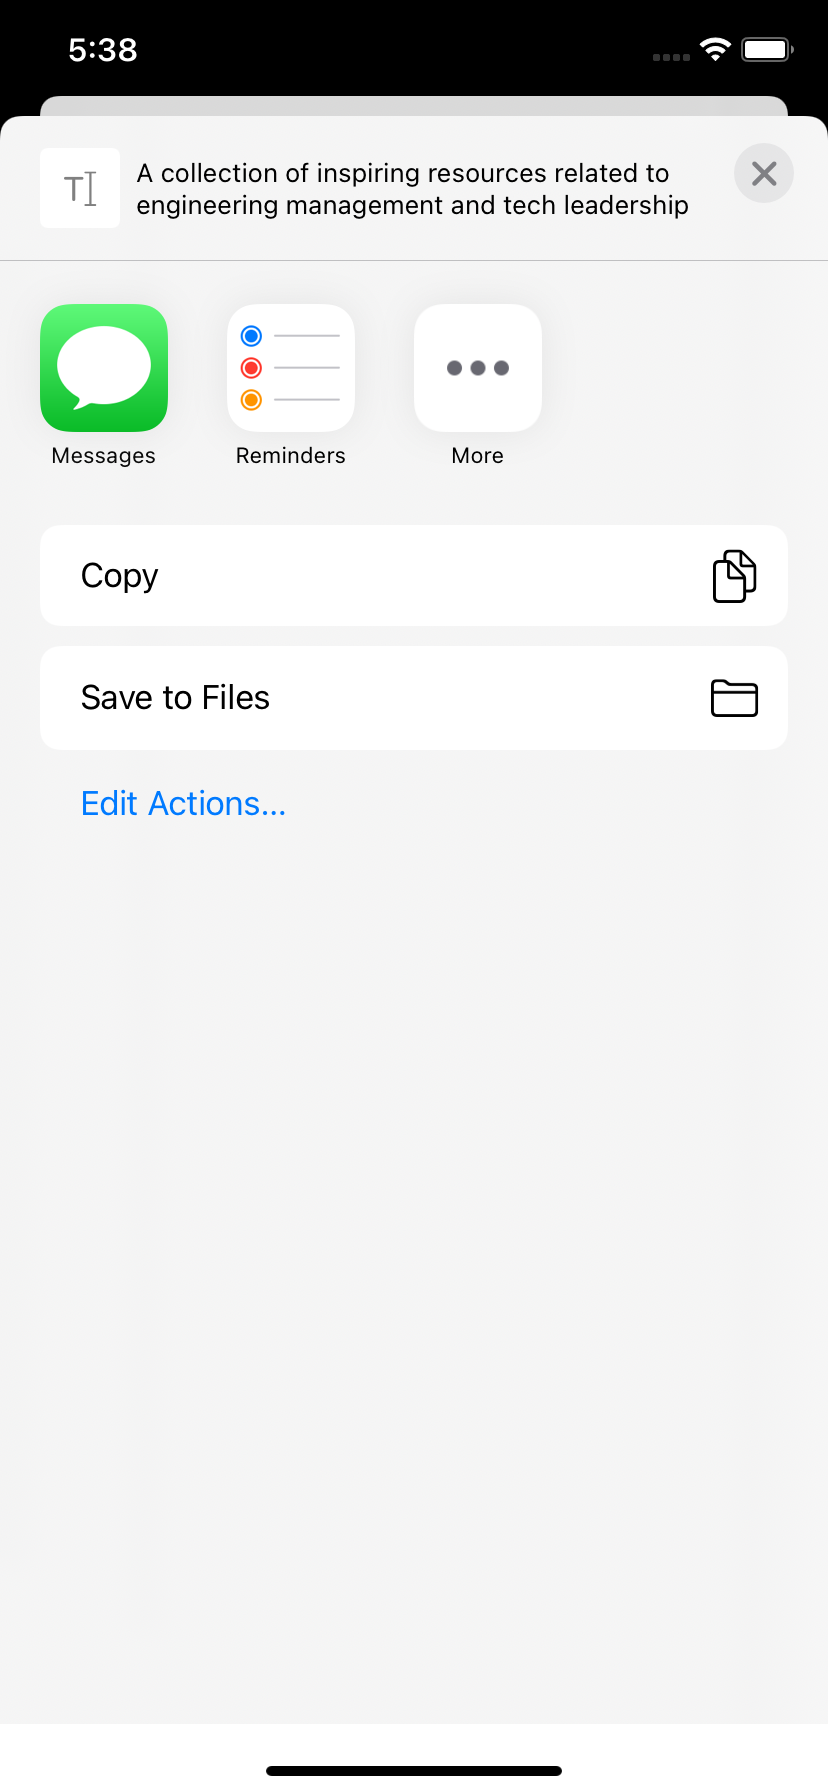 5:38
T
A collection of inspiring resources related to
engineering management and tech leadership
Messages
Reminders
More
Copy
Save to Files
Edit Actions...